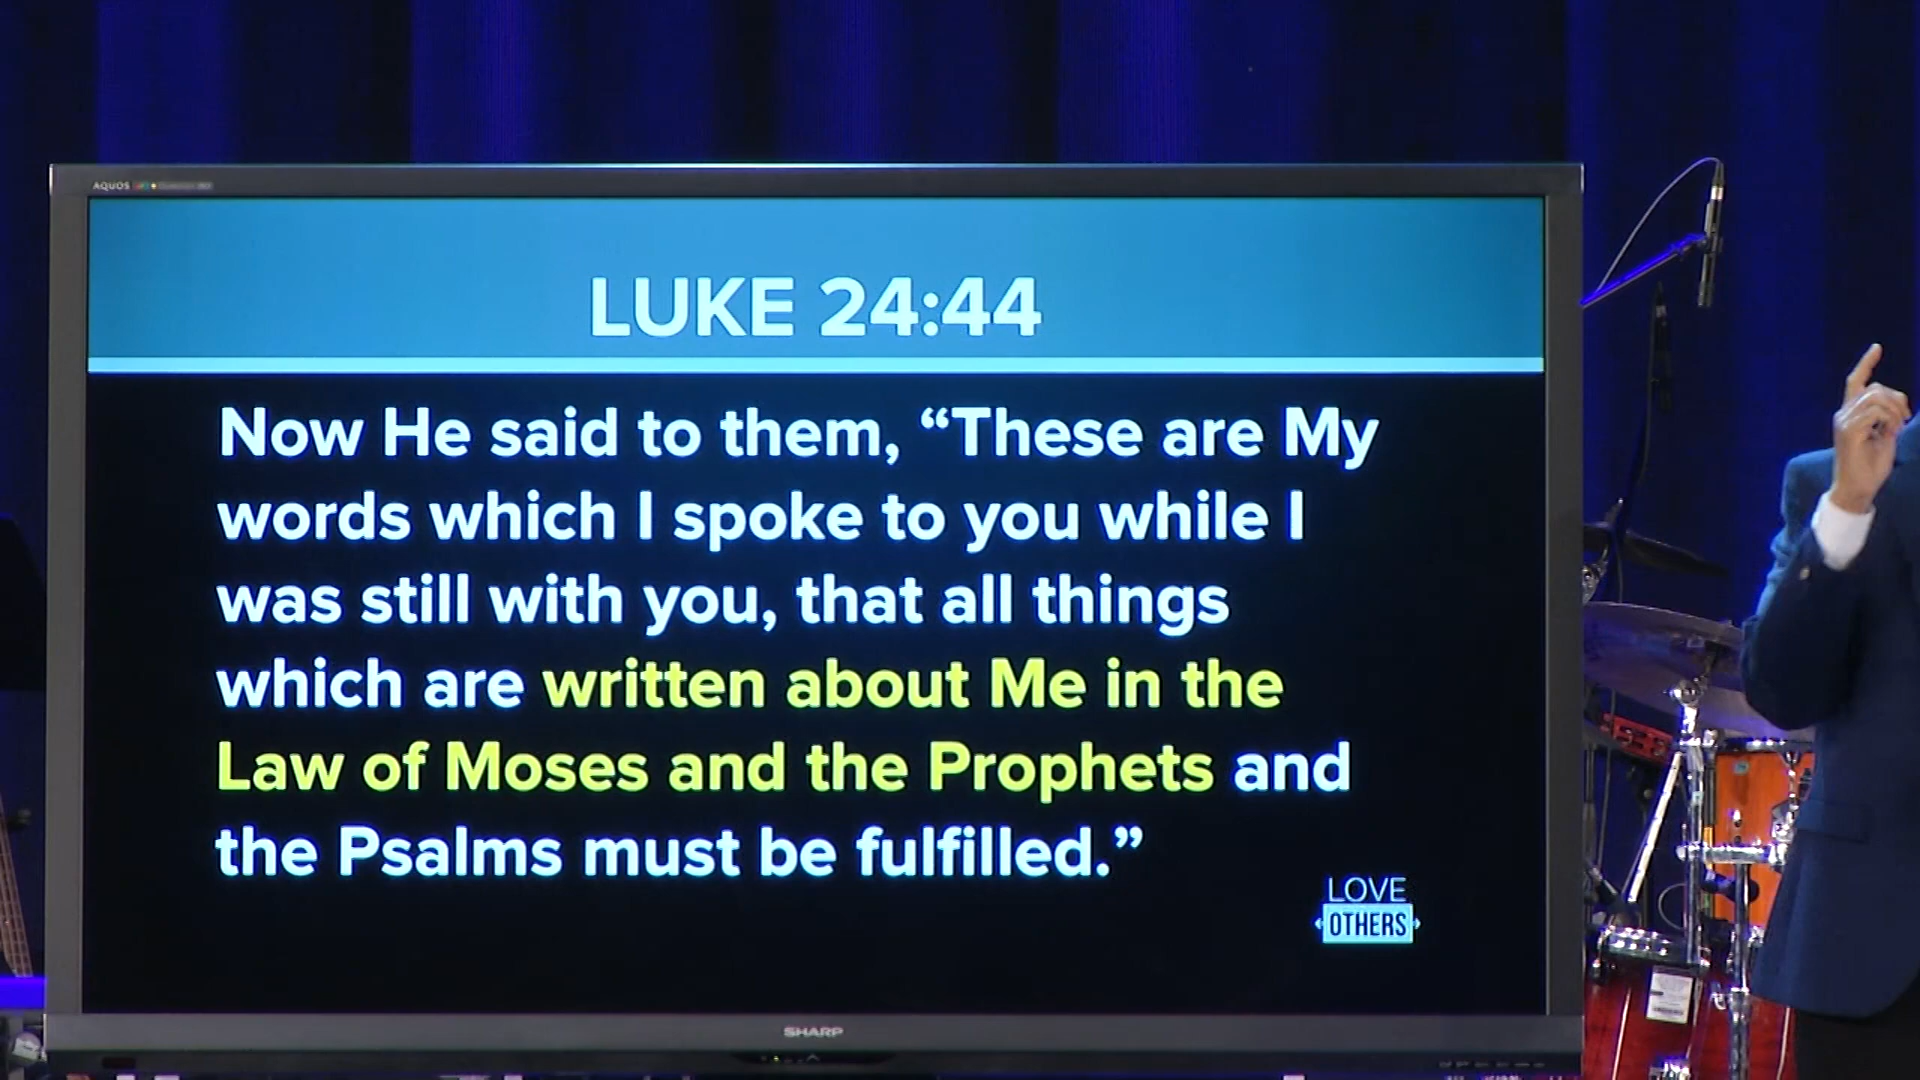 AQUOS
LUKE 24:44
Now He said to them, “These are My
words which I spoke to you while I
was still with you, that all things
which are written about Me in the
Law of Moses and the Prophets and
the Psalms must be fulfilled.”
LOVE
OTHERS
SHARP